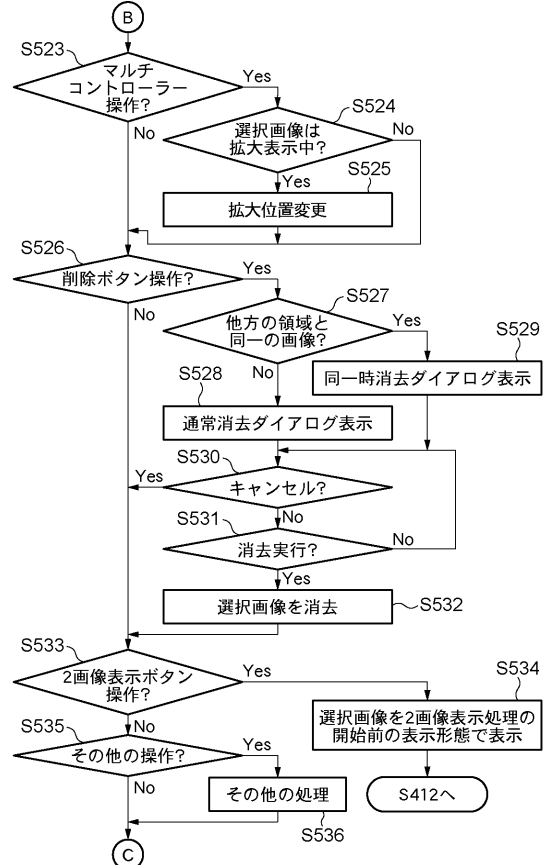 B
S523
マルチ
コントローラー
操作?
Yes
No
S524
選択画像は
拡大表示中?
No
Yes
S525
拡大位置変更
S526
削除ボタン操作?
Yes
No
S527
他方の領域と
同一の画像?
Yes
No
S529
同一時消去ダイアログ表示
S528
通常消去ダイアログ表示
S530
キャンセル?
Yes
No
S531
消去実行?
No
Yes
選択画像を消去
S532
S533
2画像表示ボタン
操作?
Yes
No
S534
選択画像を2画像表示処理の
開始前の表示形態で表示
S412へ
S535
その他の操作?
Yes
No
その他の処理
S536
C